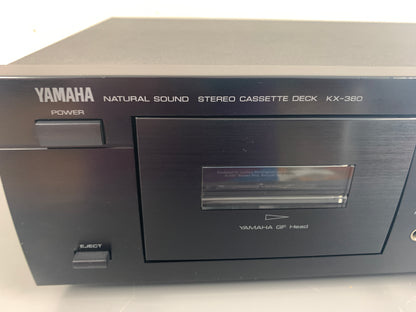 YAMAHA NATURAL SOUND STEREO CASSETTE DECK KX-380
POWER
YAMAHA GF Head
EJECT